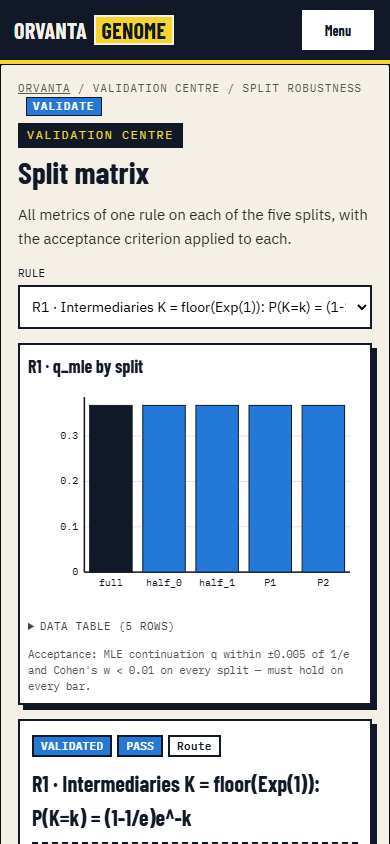 ORVANTA GENOME
Menu
ORVANTA / VALIDATION CENTRE / SPLIT ROBUSTNESS
VALIDATE
VALIDATION CENTRE
Split matrix
All metrics of one rule on each of the five splits, with
the acceptance criterion applied to each.
RULE
R1 · Intermediaries K = floor(Exp(1)): P(K=k) = (1-
R1 · q_mle by split
0.3
0.2
0.1
0
full half_0 half_1 P1 P2
▶ DATA TABLE (5 ROWS)
Acceptance: MLE continuation q within ±0.005 of 1/e
and Cohen's w < 0.01 on every split — must hold on
every bar.
VALIDATED PASS Route
R1 · Intermediaries K = floor(Exp(1)):
P(K=k) = (1-1/e)e^-k